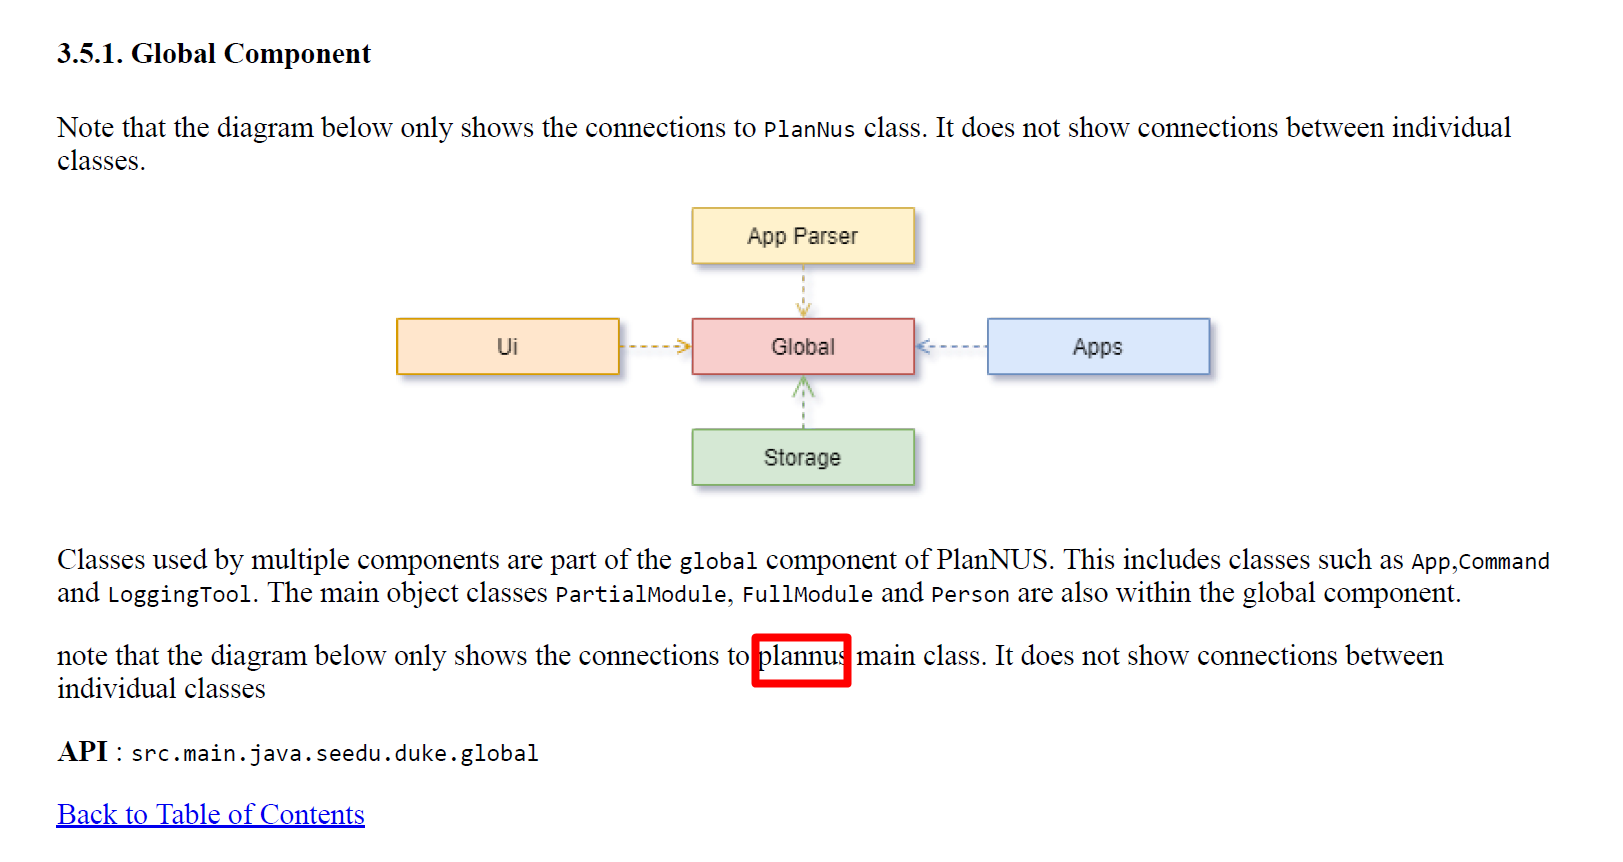 3.5.1. Global Component
Note that the diagram below only shows the connections to PlanNus class. It does not show connections between individual
classes.
App Parser
Ui
Global
Apps
Storage
Classes used by multiple components are part of the global component of PlanNUS. This includes classes such as App,Command
and LoggingTool. The main object classes PartialModule, FullModule and Person are also within the global component.
note that the diagram below only shows the connections to plannus main class. It does not show connections between
individual classes
API : src.main.java.seedu.duke.global
Back to Table of Contents